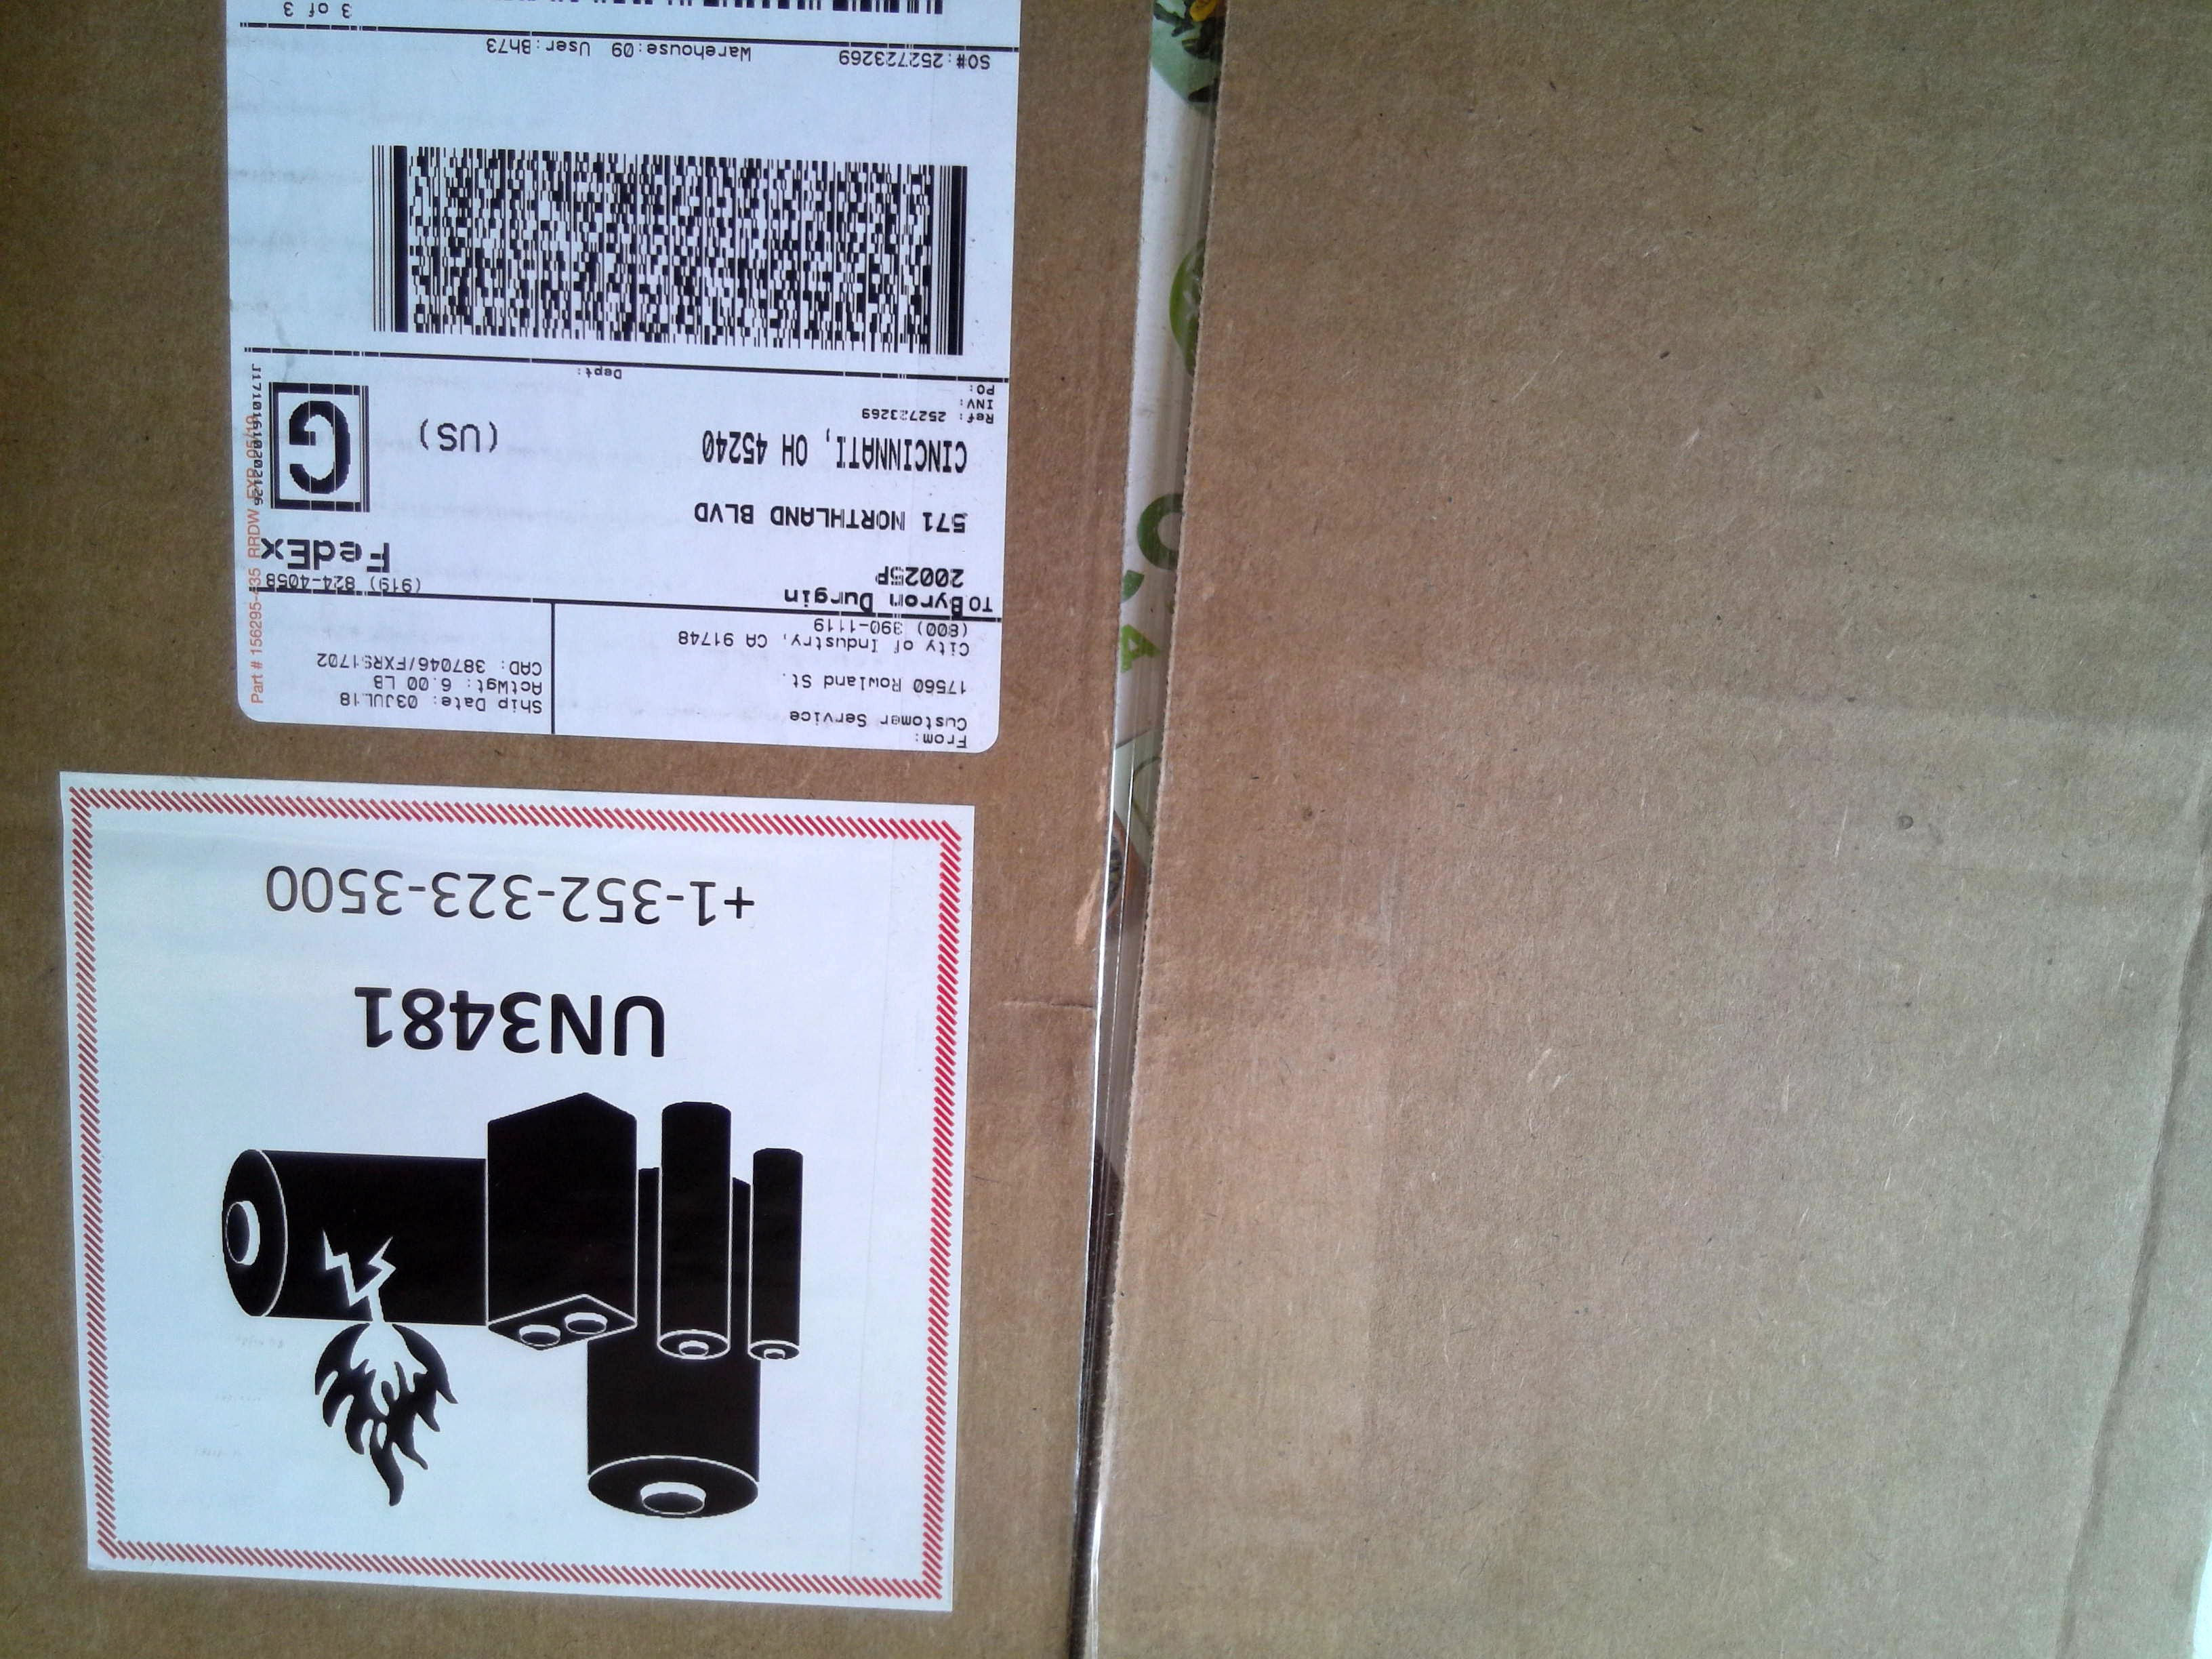 From:
Customer Service
17560 Rowland St.
City of Industry, CA 91748
(800) 390-1119
Ship Date: 03JUL18
ActWgt: 6.00 LB
CAD: 387046/FXRS1702
TO Byron Durgin
20025P
(919) 824-4058
571 NORTHLAND BLVD
CINCINNATI, OH 45240
(US)
FedEx
G
Ref: 252723269
INV:
PO:
Dept:
SO#:252723269 Warehouse:09 User:Bh73
3 of 3
Part # 156295-435 RRDW EXP 05/19
UN3481
+1-352-323-3500